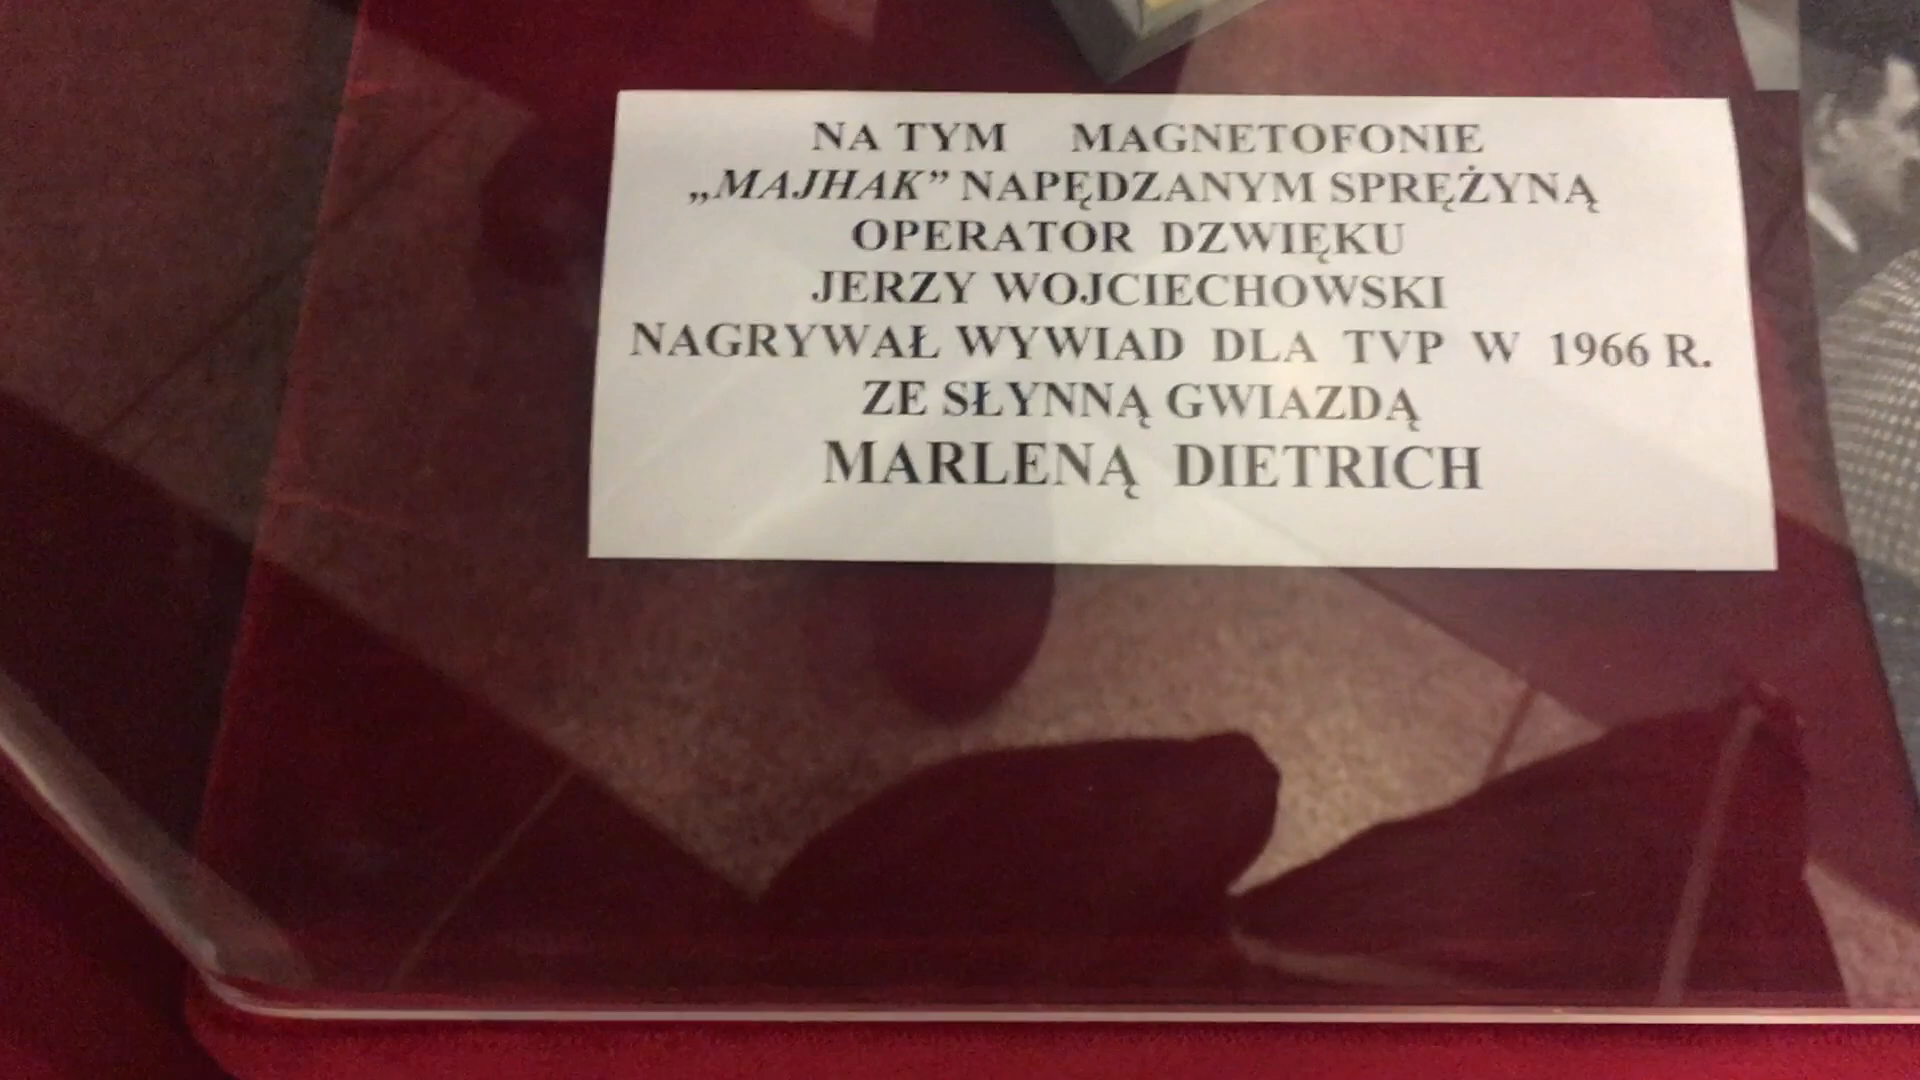 NA TYM MAGNETOFONIE
„MAJHAK” NAPĘDZANYM SPRĘŻYNĄ
OPERATOR DZWIĘKU
JERZY WOJCIECHOWSKI
NAGRYWAŁ WYWIAD DLA TVP W 1966 R.
ZE SŁYNNĄ GWIAZDĄ
MARLENĄ DIETRICH